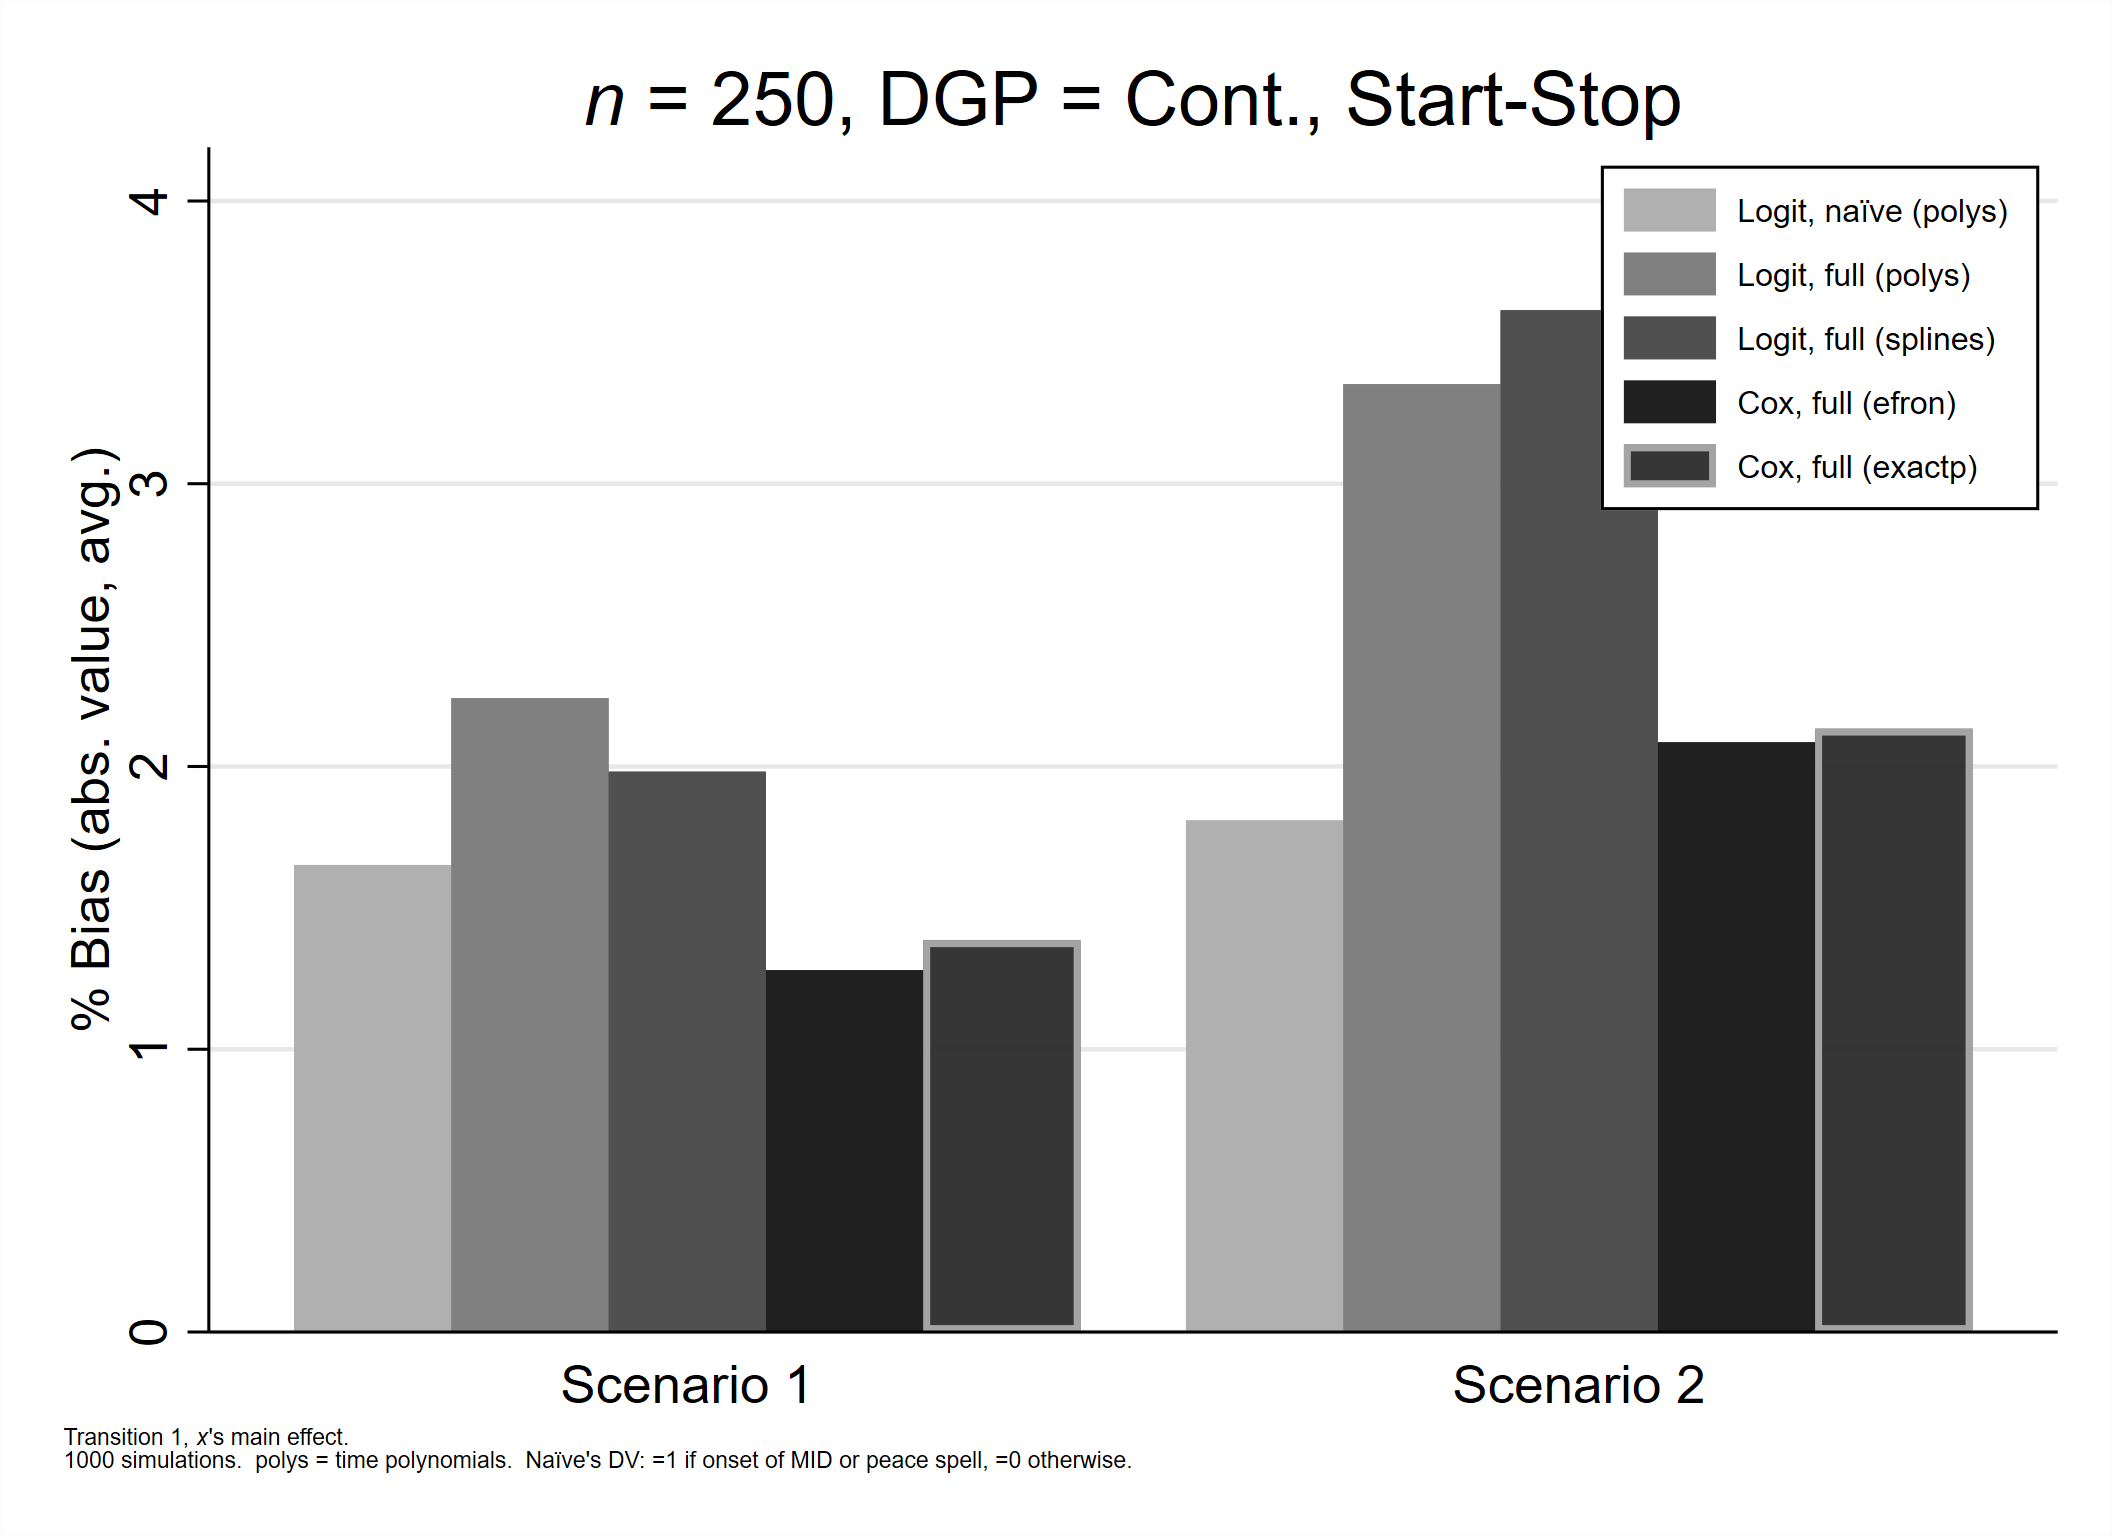 n = 250, DGP = Cont., Start-Stop
Logit, naïve (polys)
Logit, full (polys)
Logit, full (splines)
Cox, full (efron)
Cox, full (exactp)
% Bias (abs. value, avg.)
4
3
2
1
0
Scenario 1
Scenario 2
Transition 1, x's main effect.
1000 simulations.  polys = time polynomials.  Naïve's DV: =1 if onset of MID or peace spell, =0 otherwise.